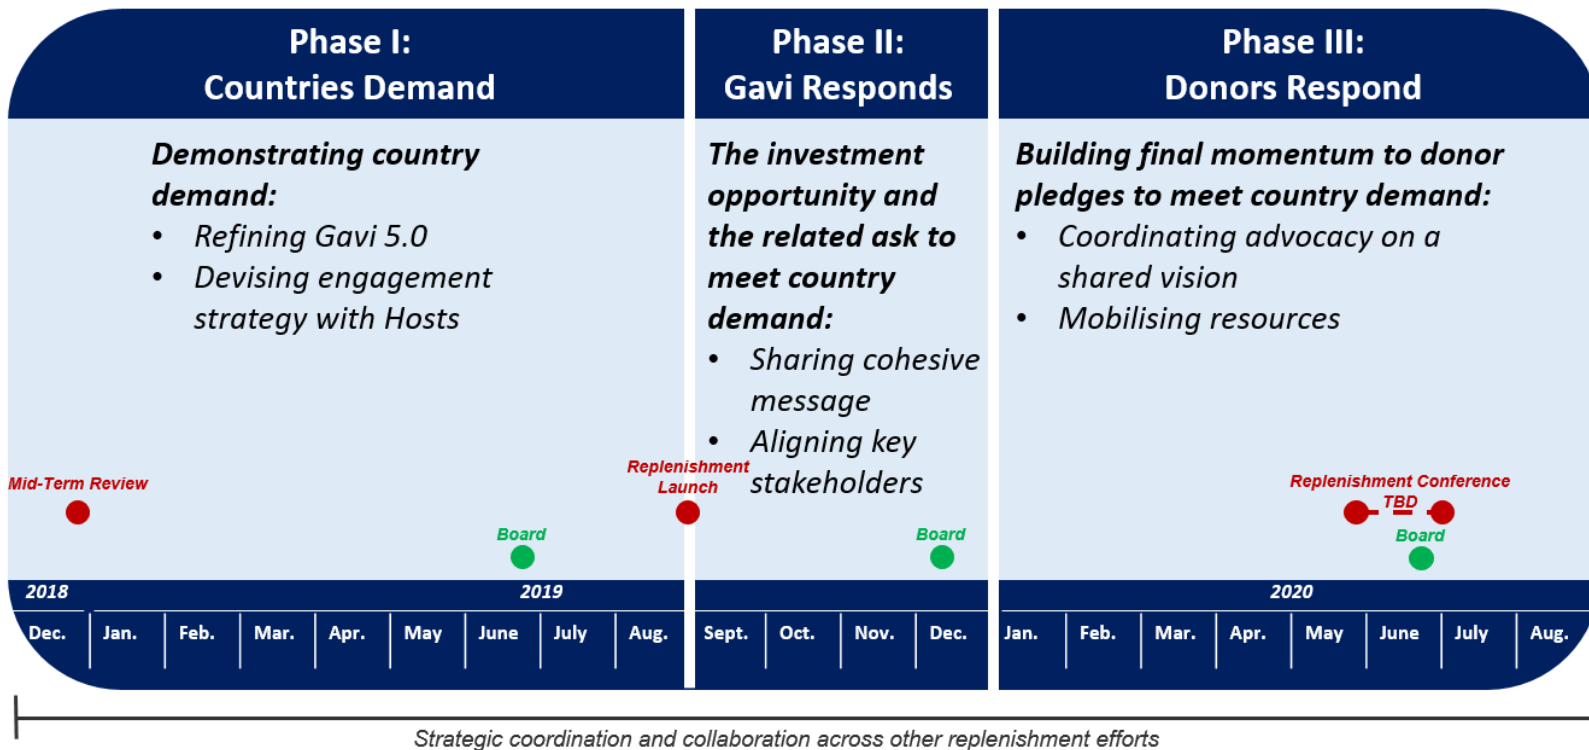 Phase I:
Countries Demand
Phase II:
Gavi Responds
Phase III:
Donors Respond
Demonstrating country
demand:
• Refining Gavi 5.0
• Devising engagement
strategy with Hosts
The investment
opportunity and
the related ask to
meet country
demand:
• Sharing cohesive
message
• Aligning key
stakeholders
Building final momentum to donor
pledges to meet country demand:
• Coordinating advocacy on a
shared vision
• Mobilising resources
Mid-Term Review
Replenishment
Launch
Replenishment Conference
TBD
Board
Board
Board
2018
2019
2020
Dec. Jan. Feb. Mar. Apr. May June July Aug. Sept. Oct. Nov. Dec. Jan. Feb. Mar. Apr. May June July Aug.
Strategic coordination and collaboration across other replenishment efforts